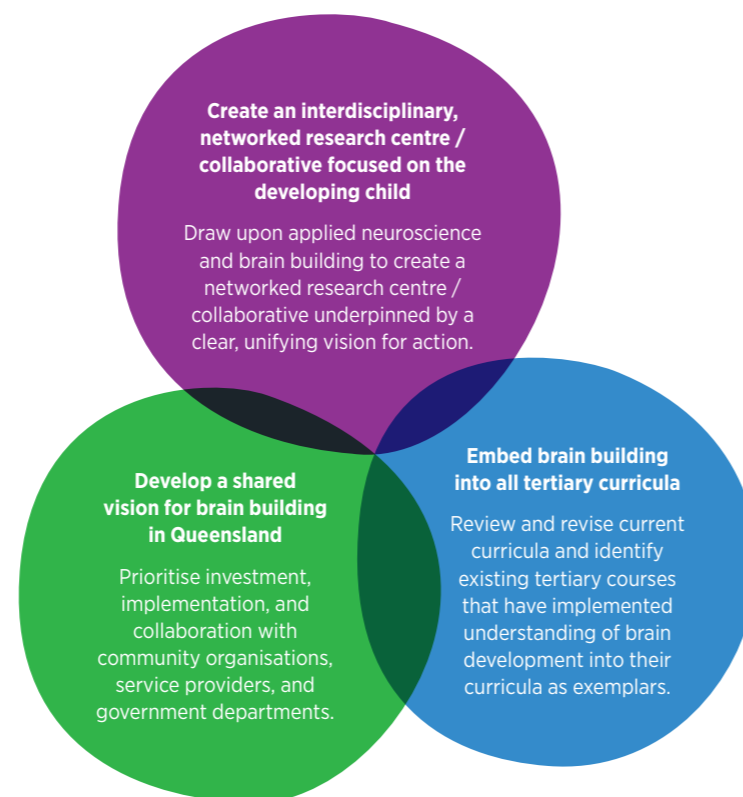 Create an interdisciplinary,
networked research centre /
collaborative focused on the
developing child
Draw upon applied neuroscience
and brain building to create a
networked research centre /
collaborative underpinned by a
clear, unifying vision for action.
Develop a shared
vision for brain building
in Queensland
Prioritise investment,
implementation, and
collaboration with
community organisations,
service providers, and
government departments.
Embed brain building
into all tertiary curricula
Review and revise current
curricula and identify
existing tertiary courses
that have implemented
understanding of brain
development into their
curricula as exemplars.